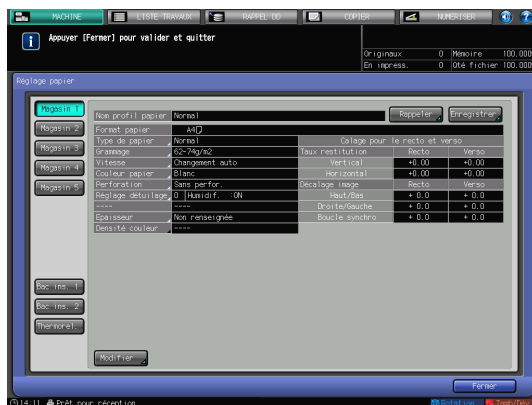 MACHINE LISTE TRAVAUX RAPPEL DD COPIER NUMERISER
Appuyer [Fermer] pour valider
et quitter
Originaux 0 Mémoire 100.000
En impress. 0 Qté fichier 100.000
Réglage papier
Magasin 1
Magasin 2
Magasin 3
Magasin 4
Magasin 5
Bac ins. 1
Bac ins. 2
Thermorel.
Nom profil papier Normal Rappeler Enregistrer
Format papier A4
Type de papier Normal Calage pour le recto et verso
Grammage 62-74g/m2 Taux restitution Recto Verso
Vitesse Changement auto Vertical +0.00 +0.00
Couleur papier Blanc Horizontal +0.00 +0.00
Perforation Sans perfor. Décalage image Recto Verso
Réglage détuilage 0 Humidif. :ON Haut/Bas + 0.0 + 0.0
---- ---- Droite/Gauche + 0.0 + 0.0
Epaisseur Non renseignée Boucle synchro + 0.0 + 0.0
Densité couleur ----
Modifier
Fermer
14:11 Prêt pour réception Rotation Tamb/Dév